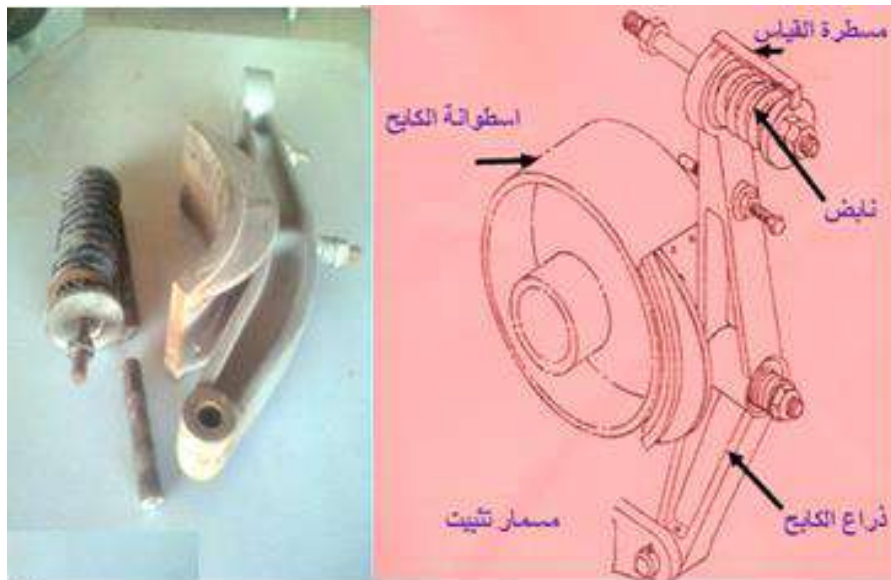 مسطرة القياس
اسطوانة الكابح
نابض
مسمار تثبيت
ذراع الكابح